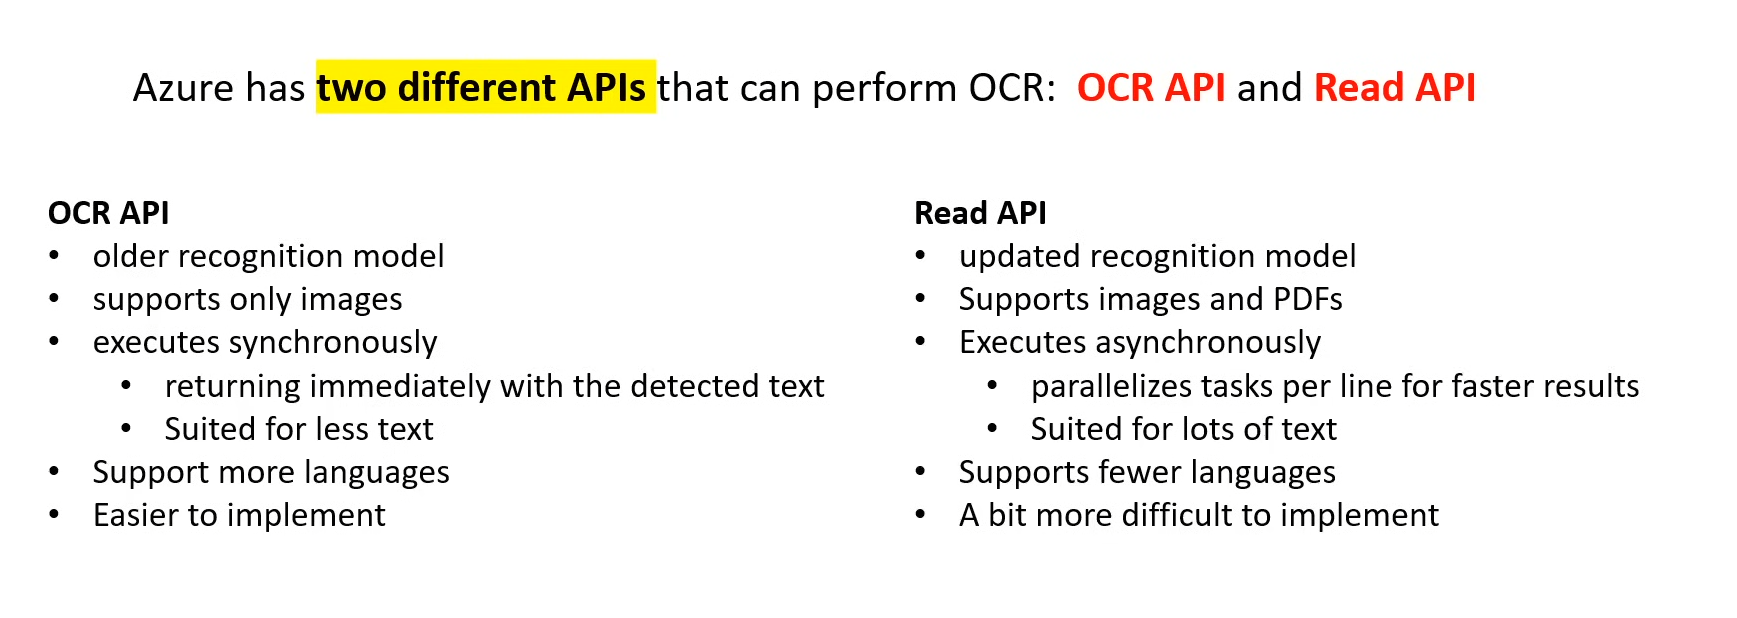 Azure has two different APIs that can perform OCR: OCR API and Read API
OCR API
• older recognition model
• supports only images
• executes synchronously
• returning immediately with the detected text
• Suited for less text
• Support more languages
• Easier to implement
Read API
• updated recognition model
• Supports images and PDFs
• Executes asynchronously
• parallelizes tasks per line for faster results
• Suited for lots of text
• Supports fewer languages
• A bit more difficult to implement